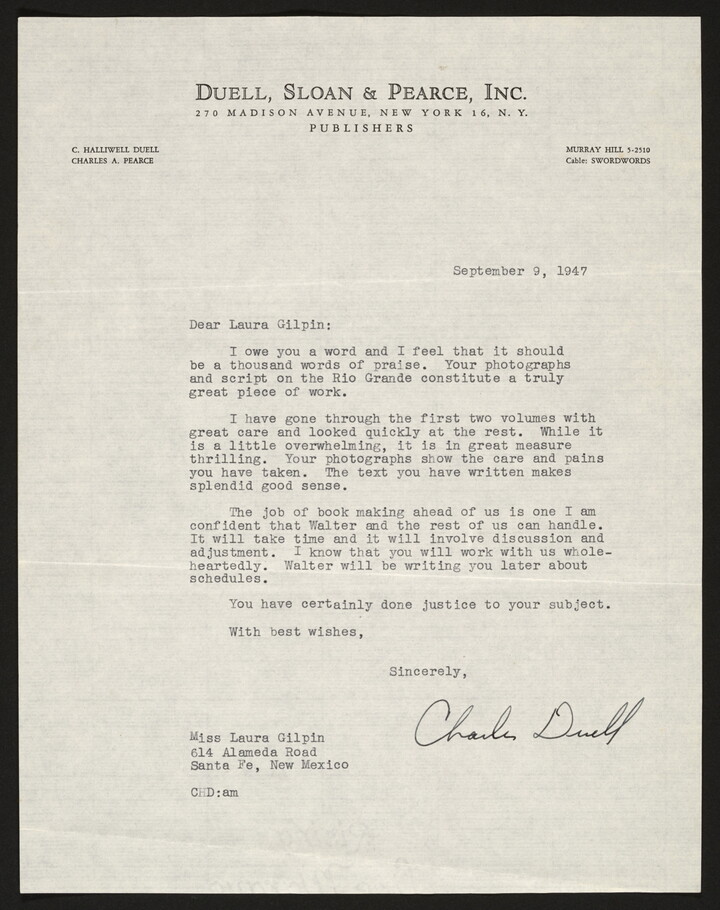 DUELL, SLOAN & PEARCE, INC.
270 MADISON AVENUE, NEW YORK 16, N. Y.
PUBLISHERS
C. HALLIWELL DUELL
CHARLES A. PEARCE
MURRAY HILL 5-2510
Cable: SWORDWORDS
September 9, 1947
Dear Laura Gilpin:
I owe you a word and I feel that it should
be a thousand words of praise. Your photographs
and script on the Rio Grande constitute a truly
great piece of work.
I have gone through the first two volumes with
great care and looked quickly at the rest. While it
is a little overwhelming, it is in great measure
thrilling. Your photographs show the care and pains
you have taken. The text you have written makes
splendid good sense.
The job of book making ahead of us is one I am
confident that Walter and the rest of us can handle.
It will take time and it will involve discussion and
adjustment. I know that you will work with us whole-
heartedly. Walter will be writing you later about
schedules.
You have certainly done justice to your subject.
With best wishes,
Sincerely,
Charles Duell
Miss Laura Gilpin
614 Alameda Road
Santa Fe, New Mexico
CHD:am